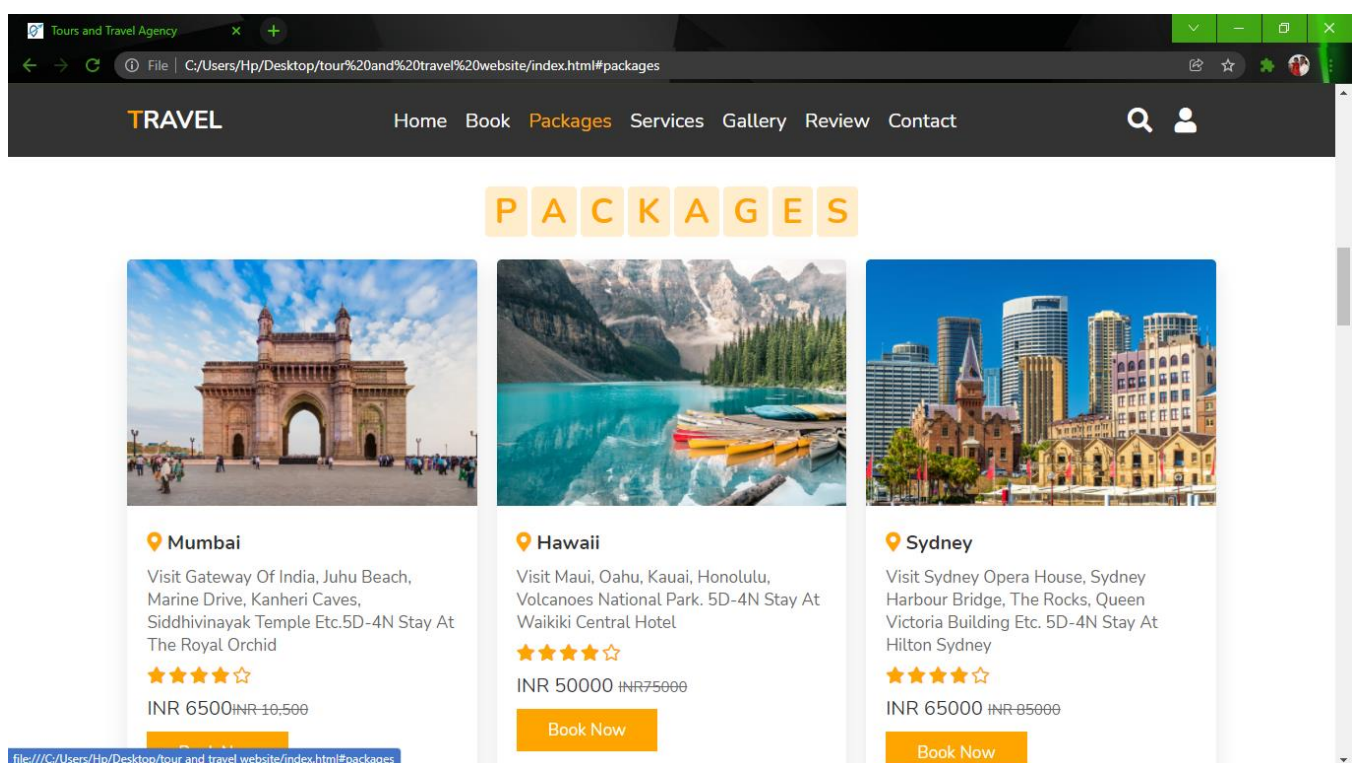 Tours and Travel Agency
File | C:/Users/Hp/Desktop/tour%20and%20travel%20website/index.html#packages
TRAVEL Home Book Packages Services Gallery Review Contact
PACKAGES
Mumbai
Visit Gateway Of India, Juhu Beach,
Marine Drive, Kanheri Caves,
Siddhivinayak Temple Etc.5D-4N Stay At
The Royal Orchid
INR 6500INR 10,500
Book Now
Hawaii
Visit Maui, Oahu, Kauai, Honolulu,
Volcanoes National Park. 5D-4N Stay At
Waikiki Central Hotel
INR 50000 INR75000
Book Now
Sydney
Visit Sydney Opera House, Sydney
Harbour Bridge, The Rocks, Queen
Victoria Building Etc. 5D-4N Stay At
Hilton Sydney
INR 65000 INR 85000
Book Now
file:///C:/Users/Hp/Desktop/tour and travel website/index.html#packages